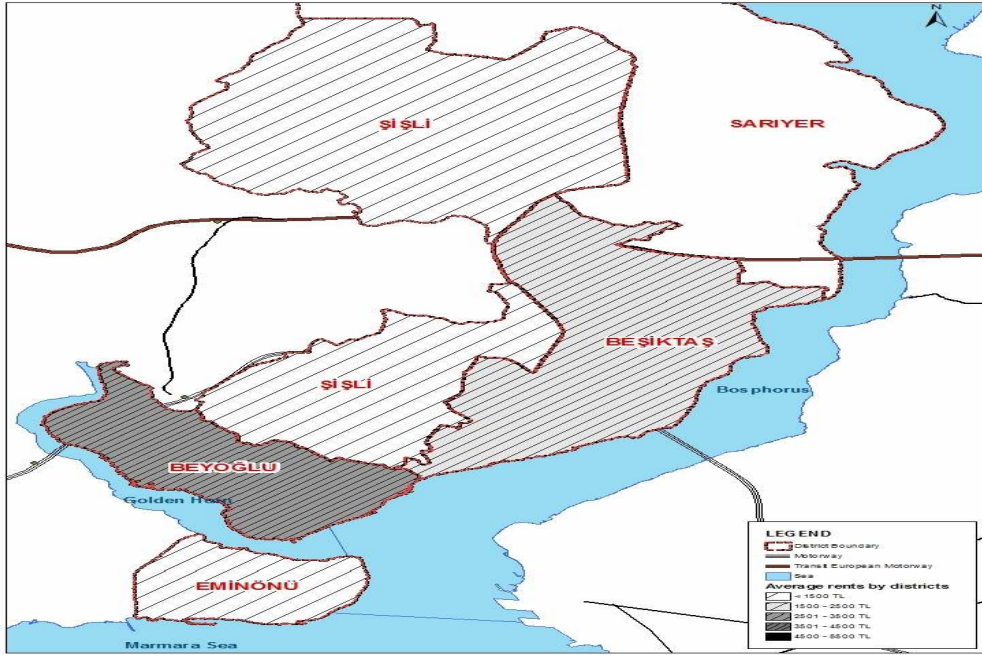 N
ŞİŞLİ
SARIYER
BEŞİKTAŞ
Bosphorus
ŞİŞLİ
BEYOĞLU
Golden Horn
EMİNÖNÜ
Marmara Sea
LEGEND
District Boundary
Motorway
Transit European Motorway
Sea
Average rents by districts
< 1500 TL
1500 - 2500 TL
2501 - 3500 TL
3501 - 4500 TL
4500 - 5500 TL